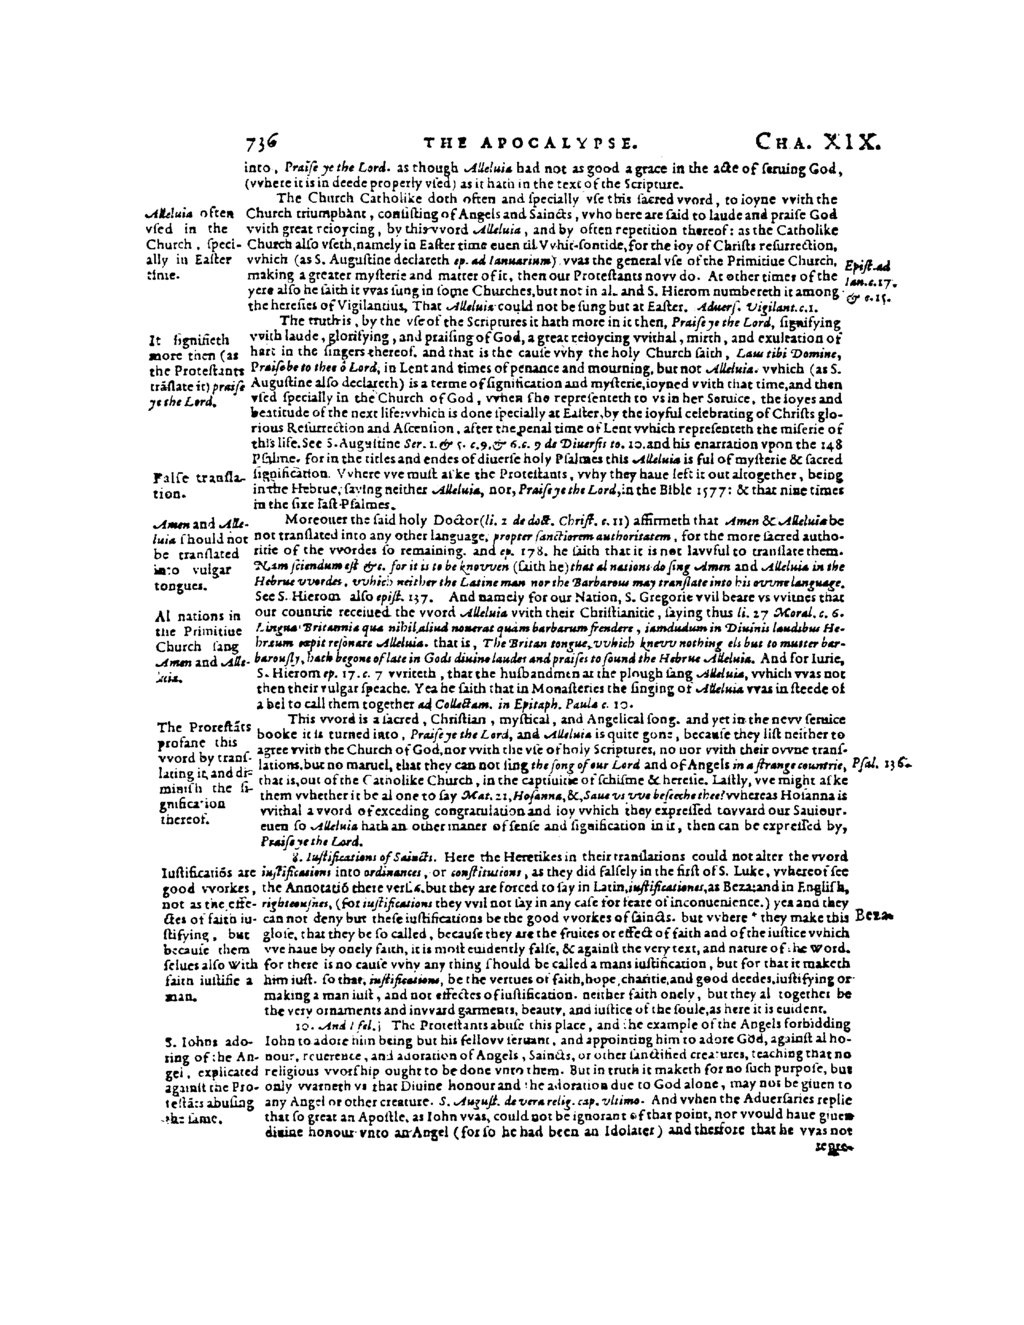 736 THE APOCALYPSE. CHA. XIX.
into, Praiſe ye the Lord. as though Alleluia had not as good a grace in the acte of ſeruing God,
(vvhere it is in deede properly vſed) as it hath in the text of the Scripture.
The Church Catholike doth often and ſpecially vſe this ſacred vvord, to ioyne vvith the
Church triumphant, conſiſting of Angels and Saincts, vvho here are ſaid to laude and praiſe God
vvith great reioycing, by this vvord Alleluia, and by often repetition thereof: as the Catholike
Church alſo vſeth, namely in Eaſter time euen til VVhit-ſontide, for the ioy of Chriſts reſurrection,
vvhich (as S. Auguſtine declareth ep. ad Ianuarium) vvas the general vſe of the Primitiue Church,
making a greater myſterie and matter of it, then our Proteſtants novv do. At other times of the
yere alſo he ſaith it vvas ſung in ſome Churches, but not in al. and S. Hierom numbereth it among
the hereſies of Vigilantius, That Alleluia could not be ſung but at Eaſter. Aduerſ. Vigilant. c. 1.
Alleluia often
vſed in the
Church, ſpeci-
ally in Eaſter
time.
Epiſt. ad
Ian. c. 17.
& c. 15.
The truth is, by the vſe of the Scriptures it hath more in it then, Praiſe ye the Lord, ſignifying
vvith laude, glorifying, and praiſing of God, a great reioycing vvithal, mirth, and exultation of
hart in the ſingers thereof. and that is the cauſe vvhy the holy Church ſaith, Laus tibi Domine,
Praiſe be to thee ô Lord, in Lent and times of penance and mourning, but not Alleluia. vvhich (as S.
Auguſtine alſo declareth) is a terme of ſignification and myſterie, ioyned vvith that time, and then
vſed ſpecially in the Church of God, vvhen ſhe repreſenteth to vs in her Seruice, the ioyes and
beatitude of the next life: vvhich is done ſpecially at Eaſter, by the ioyful celebrating of Chriſts glo-
rious Reſurrection and Aſcenſion, after the penal time of Lent vvhich repreſenteth the miſerie of
this life. See S. Auguſtine Ser. 1. & 5. c. 9. & 6. c. 9 de Diuerſis to. 10. and his enarration vpon the 148
Pſalme. for in the titles and endes of diuerſe holy Pſalmes this Alleluia is ful of myſterie & ſacred
ſignification. VVhere vve muſt aſke the Proteſtants, vvhy they haue left it out altogether, being
in the Hebrue, ſaying neither Alleluia, nor, Praiſe ye the Lord, in the Bible 1577: & that nine times
in the ſixe laſt Pſalmes.
It ſignifieth
more then (as
the Proteſtants
trãſlate it) praiſe
ye the Lord.
Falſe tranſla-
tion.
Moreouer the ſaid holy Doctor (li. 2 de doct. Chriſt. c. 11) affirmeth that Amen & Alleluia be
not tranſlated into any other language, propter ſanctiorem authoritatem, for the more ſacred autho-
ritie of the vvordes ſo remaining. and ep. 178. he ſaith that it is not lavvful to tranſlate them.
Nam ſciendum eſt &c. for it is to be knovven (ſaith he) that al nations do ſing Amen and Alleluia in the
Hebrue vvordes, vvhich neither the Latine man nor the Barbarous may tranſlate into his ovvne language.
See S. Hierom alſo epiſt. 137. And namely for our Nation, S. Gregorie vvil beare vs vvitnes that
our countrie receiued the vvord Alleluia vvith their Chriſtianitie, ſaying thus li. 27 Moral. c. 6.
Lingua Britannia qua nihil aliud nouerat quàm barbarum frendere, iamdudum in Diuinis laudibus He-
bræum cœpit reſonare Alleluia. that is, The Britan tongue, vvhich knevv nothing els but to mutter bar-
barouſly, hath begone of late in Gods diuine laudes and praiſes to ſound the Hebrue Alleluia. And for Iurie,
S. Hierom ep. 17. c. 7 vvriteth, that the huſbandmen at the plough ſang Alleluia, vvhich vvas not
then their vulgar ſpeache. Yea he ſaith that in Monaſteries the ſinging of Alleluia vvas in ſteede of
a bel to call them together ad Collectam. in Epitaph. Paulæ c. 10.
Amen and Alle-
luia ſhould not
be tranſlated
into vulgar
tongues.
Al nations in
the Primitiue
Church ſang
Amen and Alle-
luia.
This vvord is a ſacred, Chriſtian, myſtical, and Angelical ſong. and yet in the nevv ſeruice
booke it is turned into, Praiſe ye the Lord, and Alleluia is quite gone, becauſe they liſt neither to
agree vvith the Church of God, nor vvith the vſe of holy Scriptures, no nor vvith their ovvne tranſ-
lations. but no maruel, that they can not ſing the ſong of our Lord and of Angels in a ſtrange countrie,
that is, out of the Catholike Church, in the captiuitie of ſchiſme & hereſie. Laſtly, vve might aſke
them vvhether it be al one to ſay Mat. 21, Hoſanna, &, Saue vs vve beſeeche thee? vvhereas Hoſanna is
vvithal a vvord of exceding congratulation and ioy vvhich they expreſſed tovvard our Sauiour.
euen ſo Alleluia hath an other maner of ſenſe and ſignification in it, then can be expreſſed by,
Praiſe ye the Lord.
The Proteſtãts
profane this
vvord by tranſ-
lating it, and di-
miniſh the ſi-
gnification
thereof.
Pſal. 136.
8. Iuſtifications of Saincts. Here the Heretikes in their tranſlations could not alter the vvord
iuſtifications into ordinances, or conſtitutions, as they did falſely in the firſt of S. Luke, vvhereof ſee
the Annotatiō there verſ. 6. but they are forced to ſay in Latin, iuſtificationes, as Beza: and in Engliſh,
righteouſnes, (for iuſtifications they vvil not ſay in any caſe for feare of inconuenience.) yea and they
can not deny but theſe iuſtifications be the good vvorkes of ſaincts. but vvhere * they make this
gloſe, that they be ſo called, becauſe they are the fruites or effect of faith and of the iuſtice vvhich
vve haue by onely faith, it is moſt euidently falſe, & againſt the very text, and nature of the word.
for there is no cauſe vvhy any thing ſhould be called a mans iuſtification, but for that it maketh
him iuſt. ſo that, iuſtifications, be the vertues of faith, hope, charitie, and good deedes, iuſtifying or
making a man iuſt, and not effectes of iuſtification. neither faith onely, but they al together be
the very ornaments and invvard garments, beauty, and iuſtice of the ſoule, as here it is euident.
Iuſtificatiōs are
good vvorkes,
not as the effe-
ctes of faith iu-
ſtifying, but
becauſe them
ſelues alſo with
faith iuſtifie a
man.
Beza
10. And I fel.] The Proteſtants abuſe this place, and the example of the Angels forbidding
Iohn to adore him being but his fellovv ſeruant, and appointing him to adore God, againſt al ho-
nour, reuerence, and adoration of Angels, Saincts, or other ſanctified creatures, teaching that no
religious vvorſhip ought to be done vnto them. But in truth it maketh for no ſuch purpoſe, but
only vvarneth vs that Diuine honour and the adoration due to God alone, may not be giuen to
any Angel or other creature. S. Auguſt. de vera relig. cap. vltimo. And vvhen the Aduerſaries replie
that ſo great an Apoſtle, as Iohn vvas, could not be ignorant of that point, nor vvould haue giuen
diuine honour vnto an Angel (for ſo he had been an Idolater) and therfore that he vvas not
S. Iohns ado-
ring of the An-
gel, explicated
againſt the Pro-
teſtãts abuſing
the ſame.
repre-